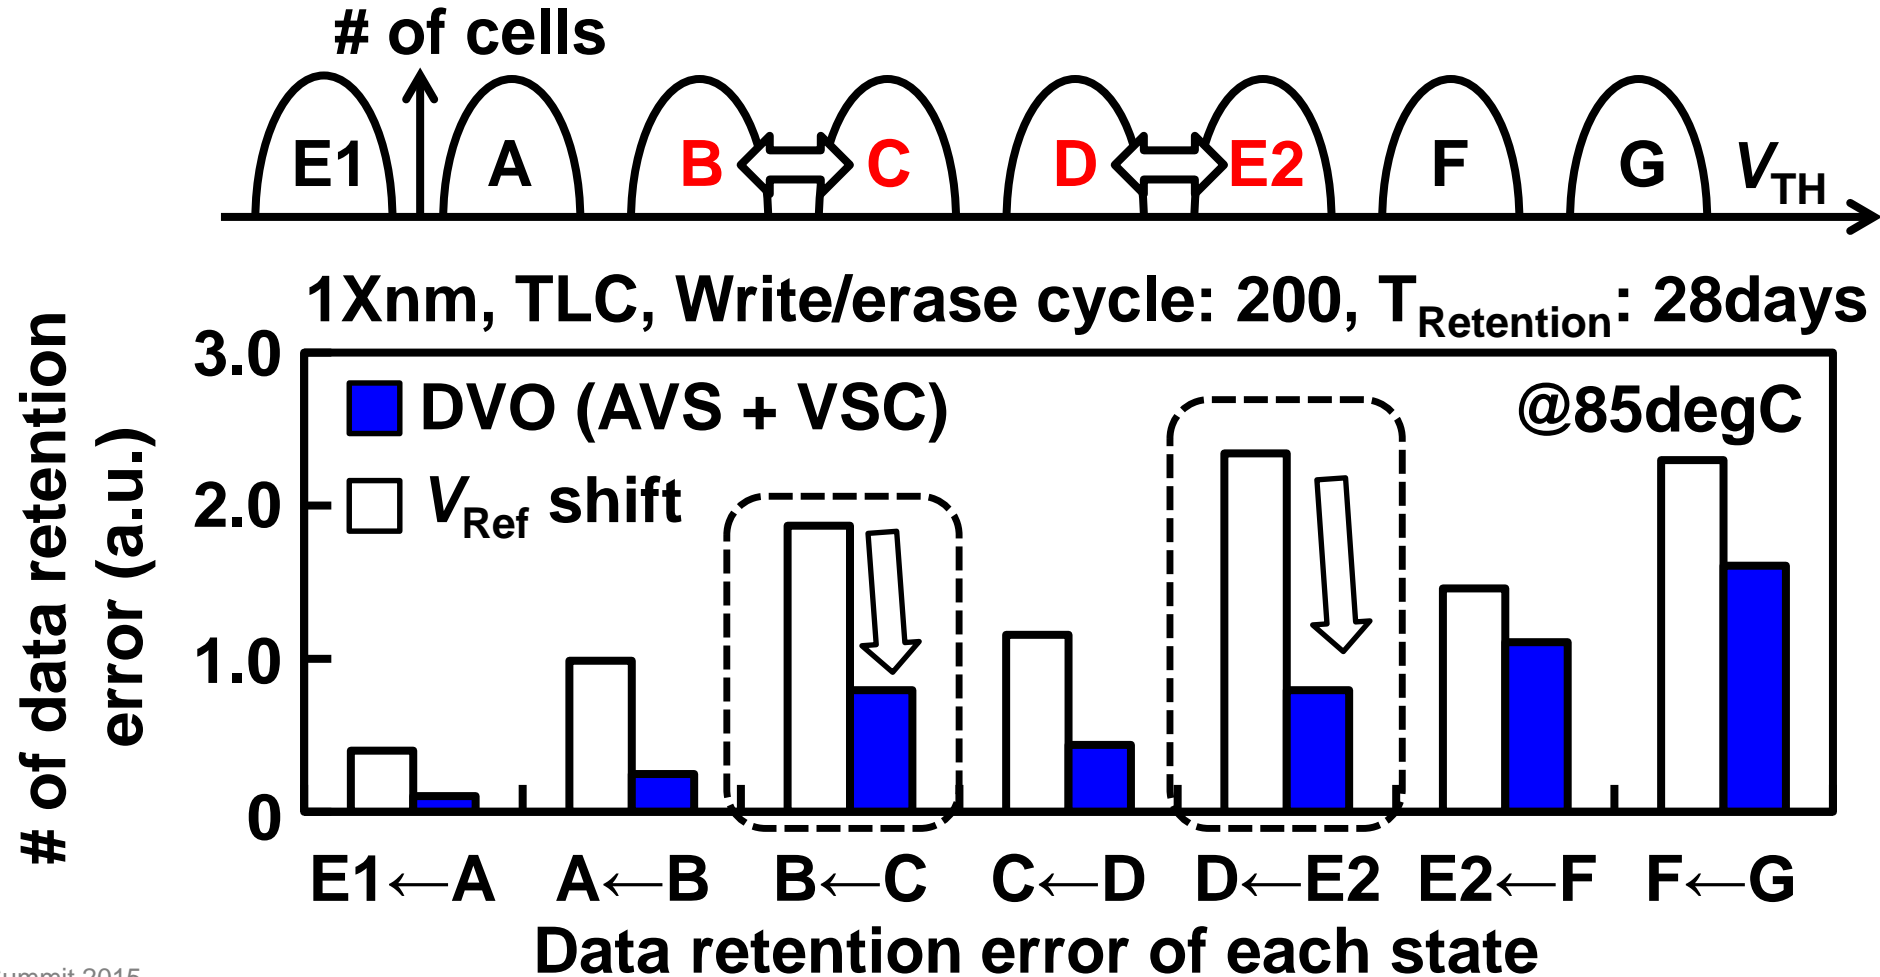 # of cells
E1 A B C D E2 F G VTH
1Xnm, TLC, Write/erase cycle: 200, TRetention: 28days
# of data retention
error (a.u.)
3.0
2.0
1.0
0
DVO (AVS + VSC)
VRef shift
@85degC
E1←A A←B B←C C←D D←E2 E2←F F←G
Data retention error of each state
Summit 2015